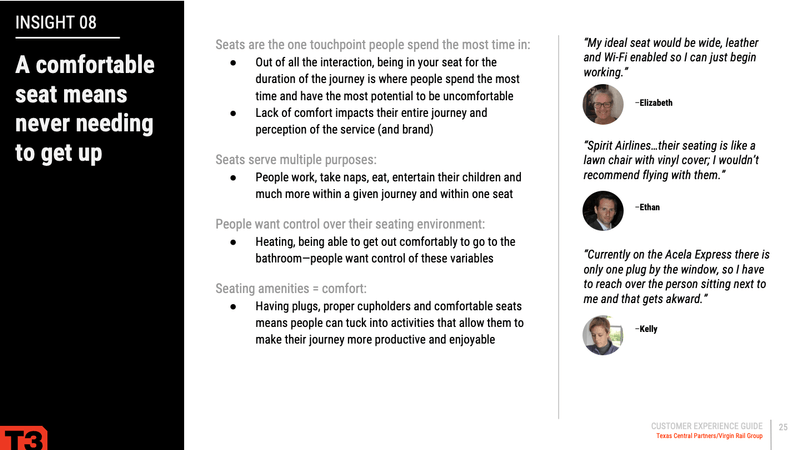 INSIGHT 08
A comfortable
seat means
never needing
to get up
Seats are the one touchpoint people spend the most time in:
● Out of all the interaction, being in your seat for the
duration of the journey is where people spend the most
time and have the most potential to be uncomfortable
● Lack of comfort impacts their entire journey and
perception of the service (and brand)
Seats serve multiple purposes:
● People work, take naps, eat, entertain their children and
much more within a given journey and within one seat
People want control over their seating environment:
● Heating, being able to get out comfortably to go to the
bathroom—people want control of these variables
Seating amenities = comfort:
● Having plugs, proper cupholders and comfortable seats
means people can tuck into activities that allow them to
make their journey more productive and enjoyable
“My ideal seat would be wide, leather
and Wi-Fi enabled so I can just begin
working.”
–Elizabeth
“Spirit Airlines…their seating is like a
lawn chair with vinyl cover; I wouldn’t
recommend flying with them.”
–Ethan
“Currently on the Acela Express there is
only one plug by the window, so I have
to reach over the person sitting next to
me and that gets akward.”
–Kelly
T3
CUSTOMER EXPERIENCE GUIDE
Texas Central Partners/Virgin Rail Group
25